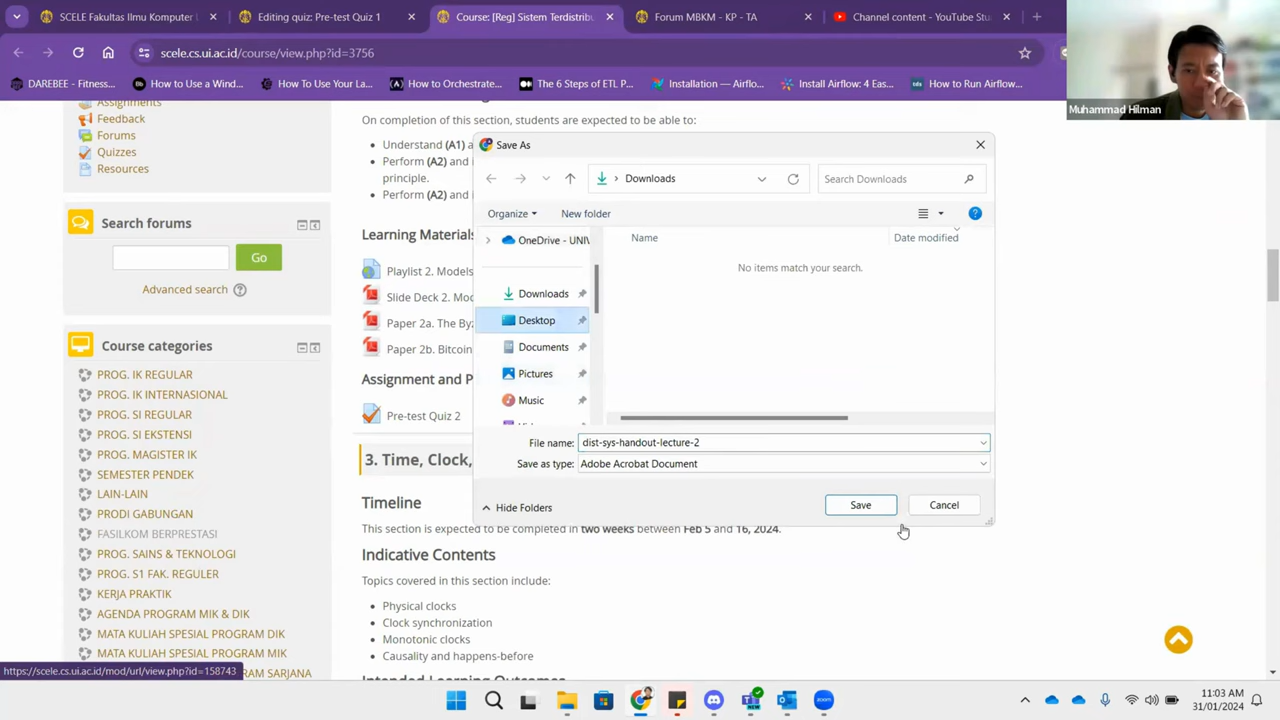 SCELE Fakultas Ilmu Komputer
Editing quiz: Pre-test Quiz 1
Course: [Reg] Sistem Terdistribu
Forum MBKM - KP - TA
Channel content - YouTube Stu
scele.cs.ui.ac.id/course/view.php?id=3756
DAREBEE - Fitness...
How to Use a Wind...
How To Use Your La...
How to Orchestrate...
The 6 Steps of ETL P...
Installation — Airflo...
Install Airflow: 4 Eas...
How to Run Airflow...
Muhammad Hilman
Assignments
Feedback
Forums
Quizzes
Resources
Search forums
Go
Advanced search
Course categories
PROG. IK REGULAR
PROG. IK INTERNASIONAL
PROG. SI REGULAR
PROG. SI EKSTENSI
PROG. MAGISTER IK
SEMESTER PENDEK
LAIN-LAIN
PRODI GABUNGAN
FASILKOM BERPRESTASI
PROG. SAINS & TEKNOLOGI
PROG. S1 FAK. REGULER
KERJA PRAKTIK
AGENDA PROGRAM MIK & DIK
MATA KULIAH SPESIAL PROGRAM DIK
MATA KULIAH SPESIAL PROGRAM MIK
GRAM SARJANA
https://scele.cs.ui.ac.id/mod/url/view.php?id=158743
On completion of this section, students are expected to be able to:
Understand (A1) a
Perform (A2) and i
principle.
Perform (A2) and i
Learning Materials
Playlist 2. Models
Slide Deck 2. Mod
Paper 2a. The Byz
Paper 2b. Bitcoin
Assignment and P
Pre-test Quiz 2
3. Time, Clock,
Timeline
This section is expected to be completed in two weeks between Feb 5 and 16, 2024.
Indicative Contents
Topics covered in this section include:
Physical clocks
Clock synchronization
Monotonic clocks
Causality and happens-before
Save As
Downloads
Search Downloads
Organize
New folder
OneDrive - UNIV
Downloads
Desktop
Documents
Pictures
Music
Name
Date modified
No items match your search.
File name: dist-sys-handout-lecture-2
Save as type: Adobe Acrobat Document
Hide Folders
Save
Cancel
11:03 AM
31/01/2024